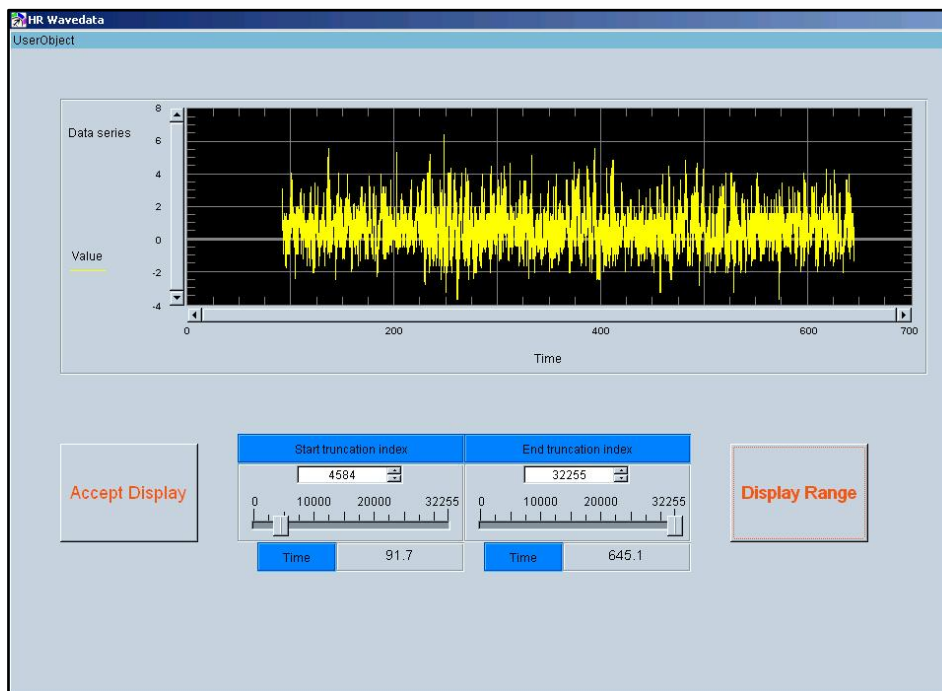 HR Wavedata
UserObject
8
Data series
6
4
2
0
Value
-2
-4
0 200 400 600 700
Time
Start truncation index End truncation index
4584 32255
Accept Display
Display Range
0 10000 20000 32255 0 10000 20000 32255
Time 91.7 Time 645.1